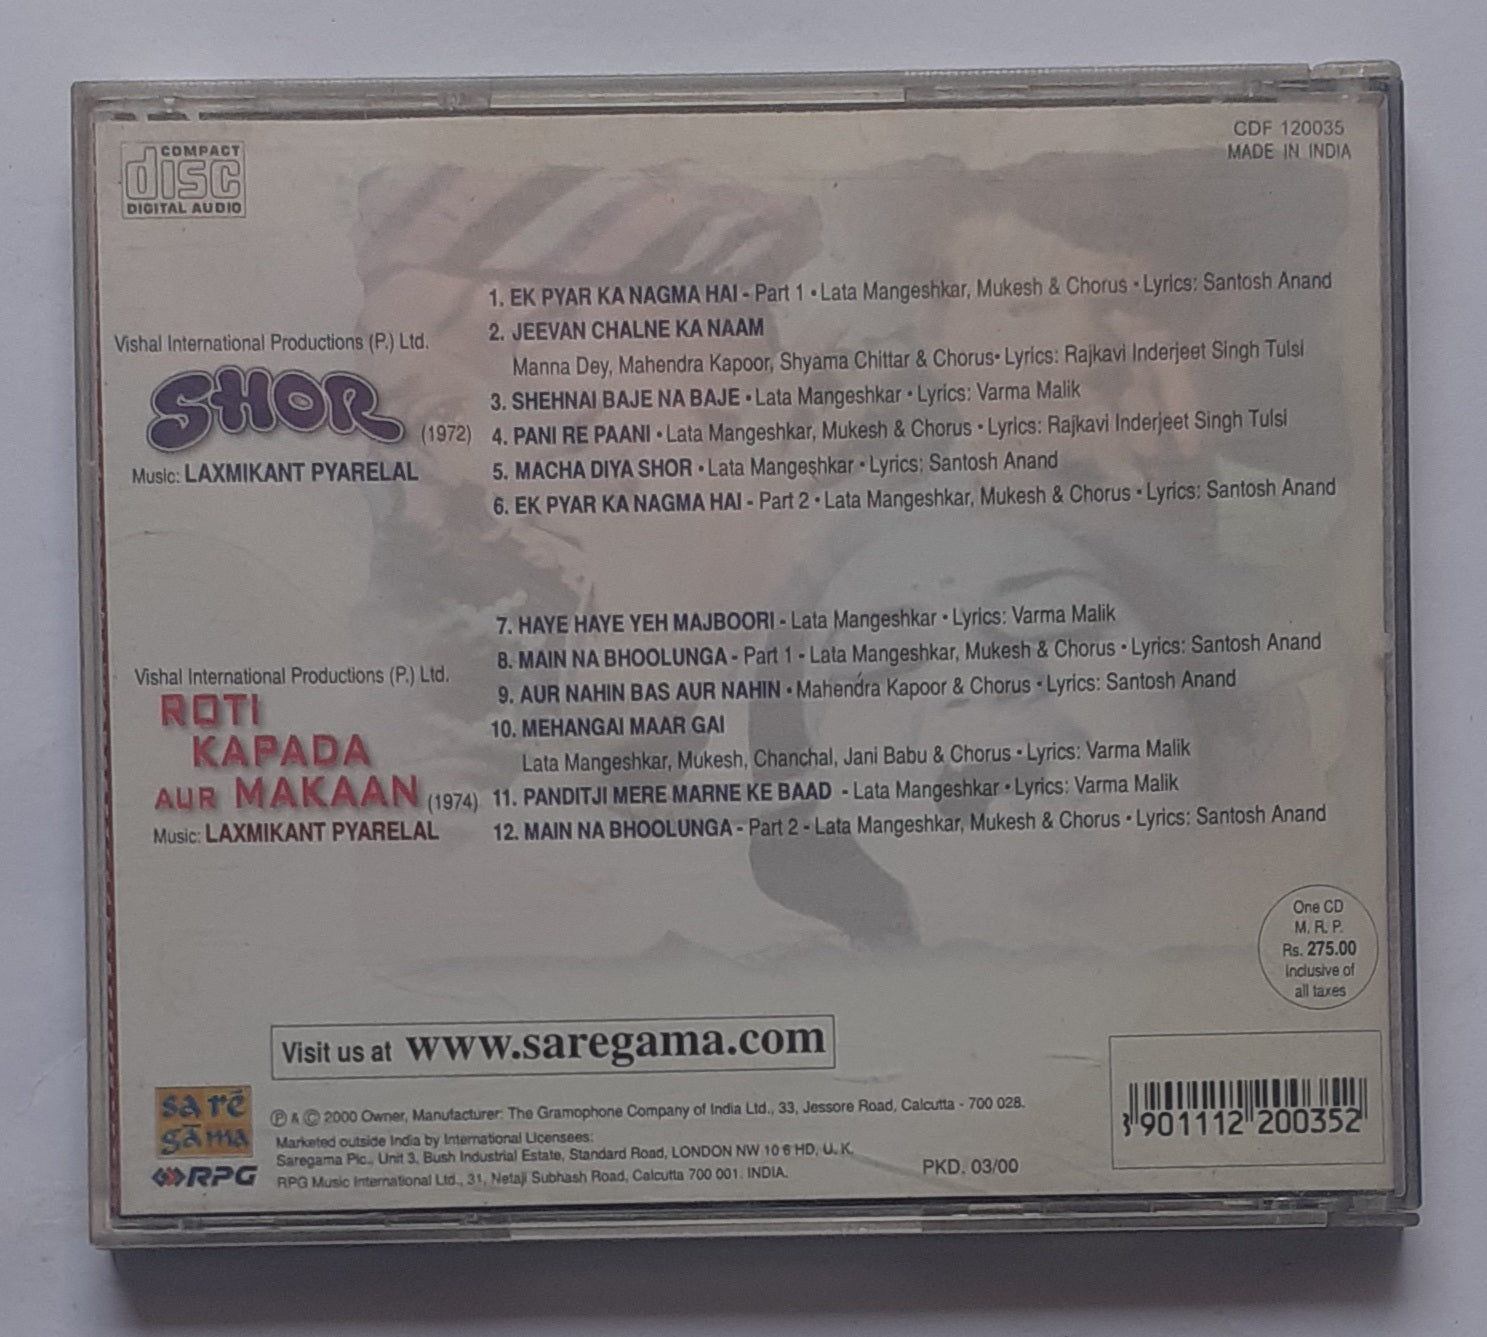 COMPACT
disc
DIGITAL AUDIO
CDF 120035
MADE IN INDIA
Vishal International Productions (P.) Ltd.
SHOR
(1972)
Music: LAXMIKANT PYARELAL
1. EK PYAR KA NAGMA HAI - Part 1 • Lata Mangeshkar, Mukesh & Chorus • Lyrics: Santosh Anand
2. JEEVAN CHALNE KA NAAM
Manna Dey, Mahendra Kapoor, Shyama Chittar & Chorus• Lyrics: Rajkavi Inderjeet Singh Tulsi
3. SHEHNAI BAJE NA BAJE • Lata Mangeshkar • Lyrics: Varma Malik
4. PANI RE PAANI • Lata Mangeshkar, Mukesh & Chorus • Lyrics: Rajkavi Inderjeet Singh Tulsi
5. MACHA DIYA SHOR • Lata Mangeshkar • Lyrics: Santosh Anand
6. EK PYAR KA NAGMA HAI - Part 2 • Lata Mangeshkar, Mukesh & Chorus • Lyrics: Santosh Anand
Vishal International Productions (P.) Ltd.
ROTI
KAPADA
AUR MAKAAN (1974)
Music: LAXMIKANT PYARELAL
7. HAYE HAYE YEH MAJBOORI - Lata Mangeshkar • Lyrics: Varma Malik
8. MAIN NA BHOOLUNGA - Part 1 - Lata Mangeshkar, Mukesh & Chorus • Lyrics: Santosh Anand
9. AUR NAHIN BAS AUR NAHIN • Mahendra Kapoor & Chorus • Lyrics: Santosh Anand
10. MEHANGAI MAAR GAI
Lata Mangeshkar, Mukesh, Chanchal, Jani Babu & Chorus • Lyrics: Varma Malik
11. PANDITJI MERE MARNE KE BAAD - Lata Mangeshkar • Lyrics: Varma Malik
12. MAIN NA BHOOLUNGA - Part 2 - Lata Mangeshkar, Mukesh & Chorus • Lyrics: Santosh Anand
One CD
M. R. P.
Rs. 275.00
Inclusive of
all taxes
Visit us at www.saregama.com
sa rē
gāma
RPG
Ⓟ & © 2000 Owner, Manufacturer: The Gramophone Company of India Ltd., 33, Jessore Road, Calcutta - 700 028.
Marketed outside India by International Licensees:
Saregama Plc., Unit 3, Bush Industrial Estate, Standard Road, LONDON NW 10 6 HD, U. K.
RPG Music International Ltd., 31, Netaji Subhash Road, Calcutta 700 001. INDIA.
PKD. 03/00
3 901112 200352